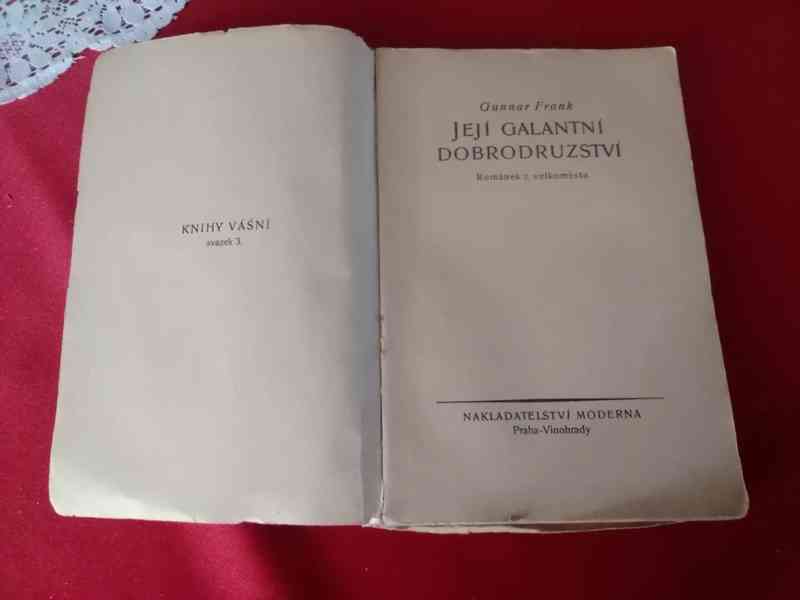 KNIHY VÁŠNÍ
svazek 3.
Gunnar Frank
JEJÍ GALANTNÍ
DOBRODRUZSTVÍ
Románek z velkoměsta
NAKLADATELSTVÍ MODERNA
Praha-Vinohrady